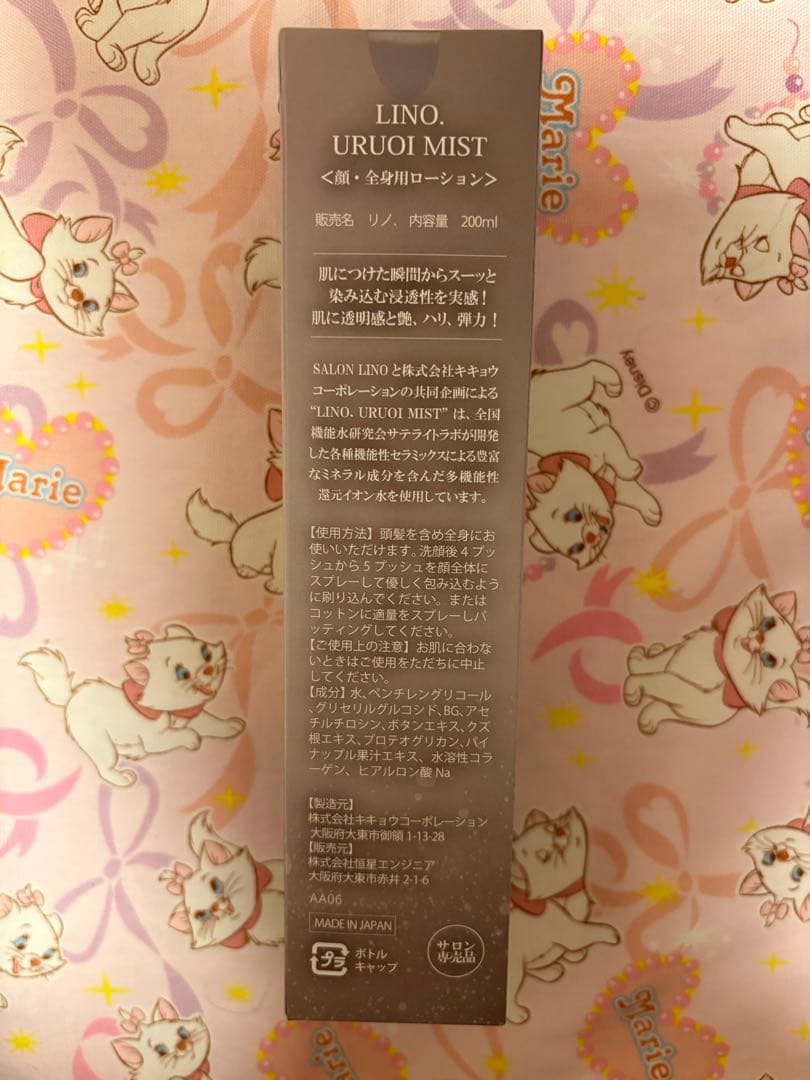 LINO.
URUOI MIST
＜顔・全身用ローション＞
販売名 リノ. 内容量 200ml
肌につけた瞬間からスーッと
染み込む浸透性を実感！
肌に透明感と艶、ハリ、弾力！
SALON LINOと株式会社キキョウ
コーポレーションの共同企画による
“LINO. URUOI MIST”は、全国
機能水研究会サテライトラボが開発
した各種機能性セラミックスによる豊富
なミネラル成分を含んだ多機能性
還元イオン水を使用しています。
【使用方法】頭髪を含め全身にお
使いいただけます。洗顔後4プッ
シュから5プッシュを顔全体に
スプレーして優しく包み込むよう
に刷り込んでください。または
コットンに適量をスプレーしパ
ッティングしてください。
【ご使用上の注意】お肌に合わな
いときはご使用をただちに中止
してください。
【成分】水、ペンチレングリコール
、グリセリルグルコシド、BG、アセ
チルチロシン、ボタンエキス、クズ
根エキス、プロテオグリカン、パイ
ナップル果汁エキス、水溶性コラ
ーゲン、ヒアルロン酸Na
【製造元】
株式会社キキョウコーポレーション
大阪府大東市御領1-13-28
【販売元】
株式会社恒星エンジニア
大阪府大東市赤井2-1-6
AA06
MADE IN JAPAN
プラ
ボトル
キャップ
サロン
専売品
Marie
©Disney
arie
Marie